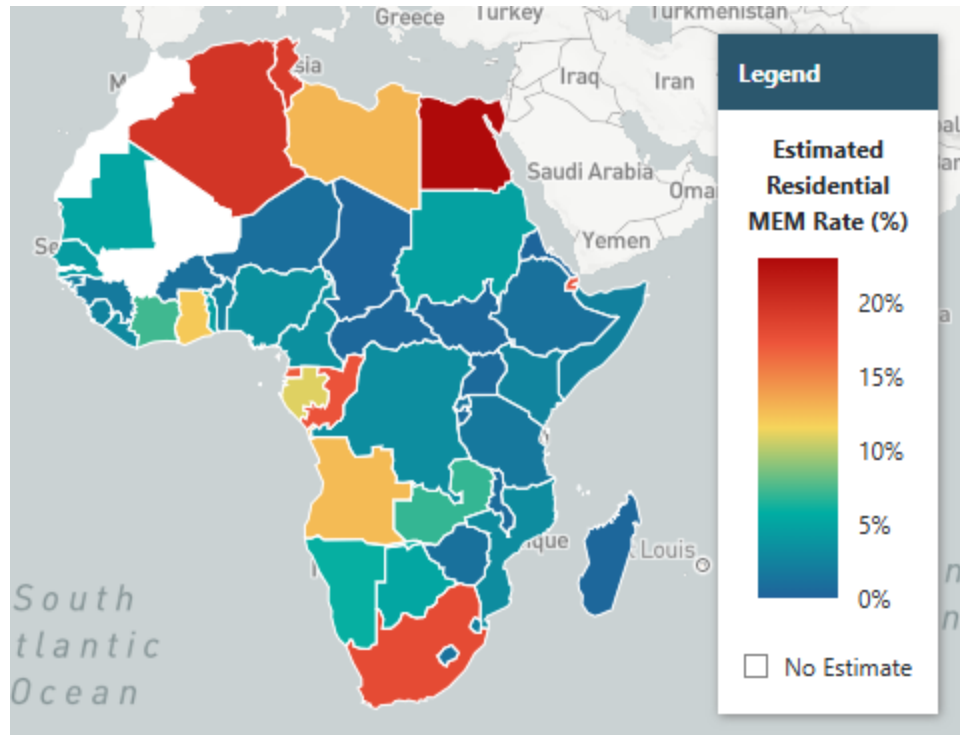 Greece
Turkey
Turkmenistan
Iraq
Iran
Saudi Arabia
Yemen
Louis
South
tlantic
Ocean
Legend
Estimated
Residential
MEM Rate (%)
20%
15%
10%
5%
0%
No Estimate